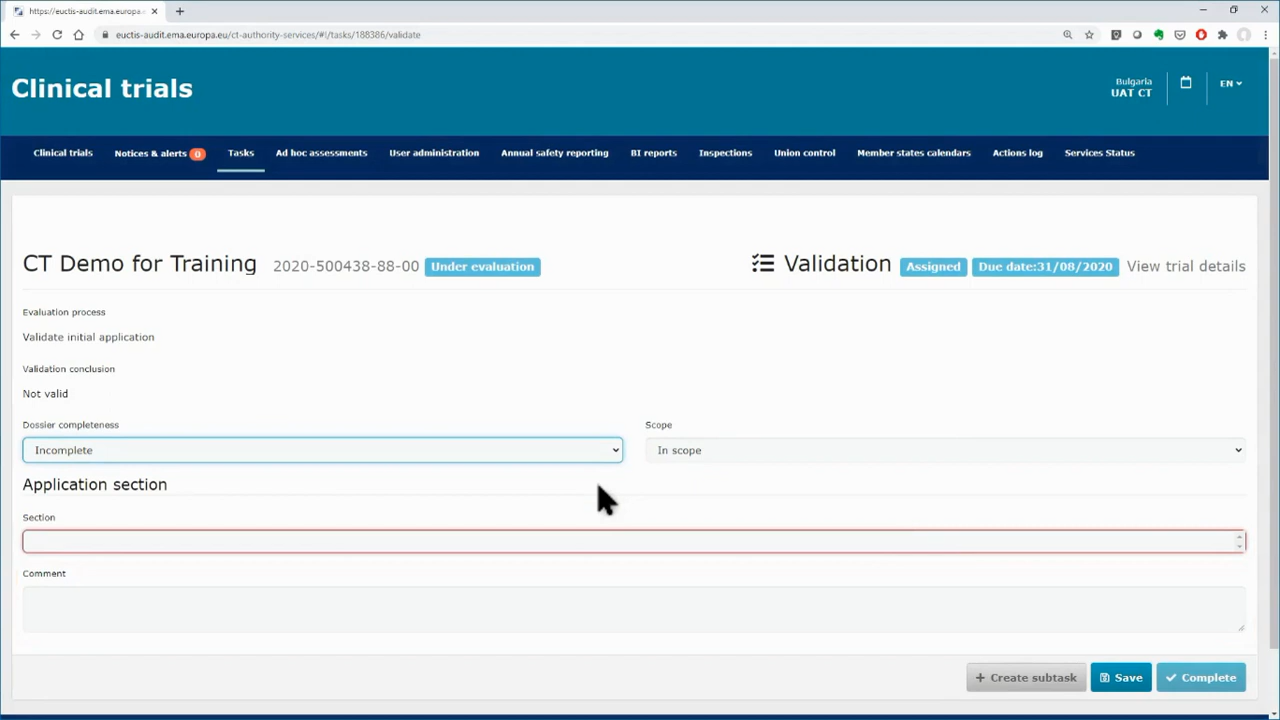 https://euctis-audit.ema.europa.
euctis-audit.ema.europa.eu/ct-authority-services/#!/tasks/188386/validate
Clinical trials
Bulgaria
UAT CT
EN
Clinical trials
Notices & alerts 0
Tasks
Ad hoc assessments
User administration
Annual safety reporting
BI reports
Inspections
Union control
Member states calendars
Actions log
Services Status
CT Demo for Training 2020-500438-88-00 Under evaluation
Validation Assigned Due date:31/08/2020 View trial details
Evaluation process
Validate initial application
Validation conclusion
Not valid
Dossier completeness
Incomplete
Scope
In scope
Application section
Section
Comment
+ Create subtask
Save
Complete